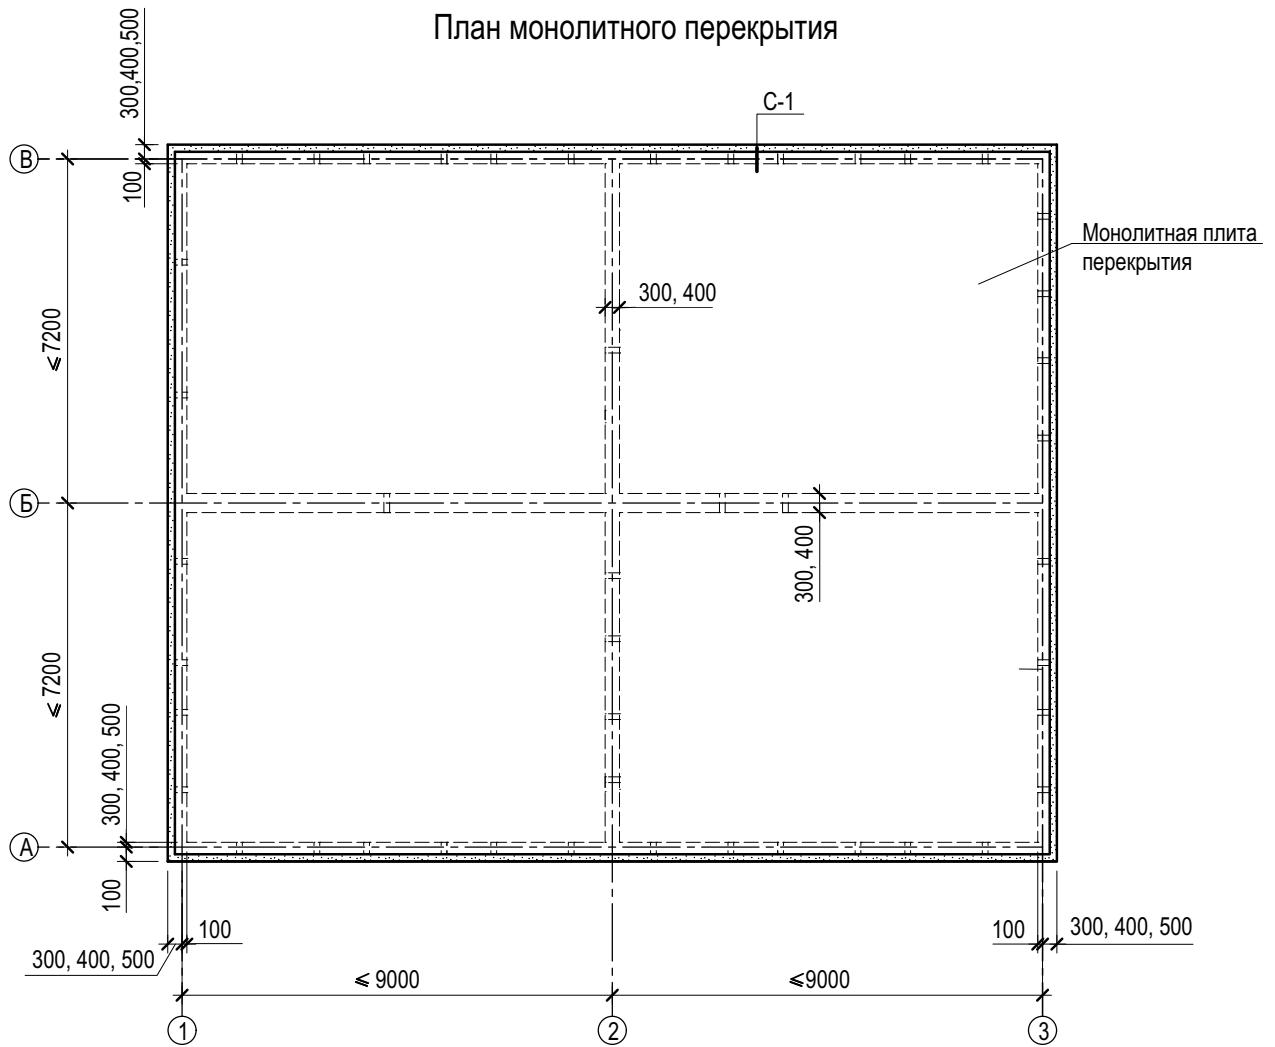 План монолитного перекрытия
300,400,500
С-1
В
100
Монолитная плита
перекрытия
300, 400
⩽7200
Б
300, 400
⩽7200
300, 400, 500
А
100
100
300, 400, 500
100
300, 400, 500
⩽ 9000
⩽9000
1
2
3